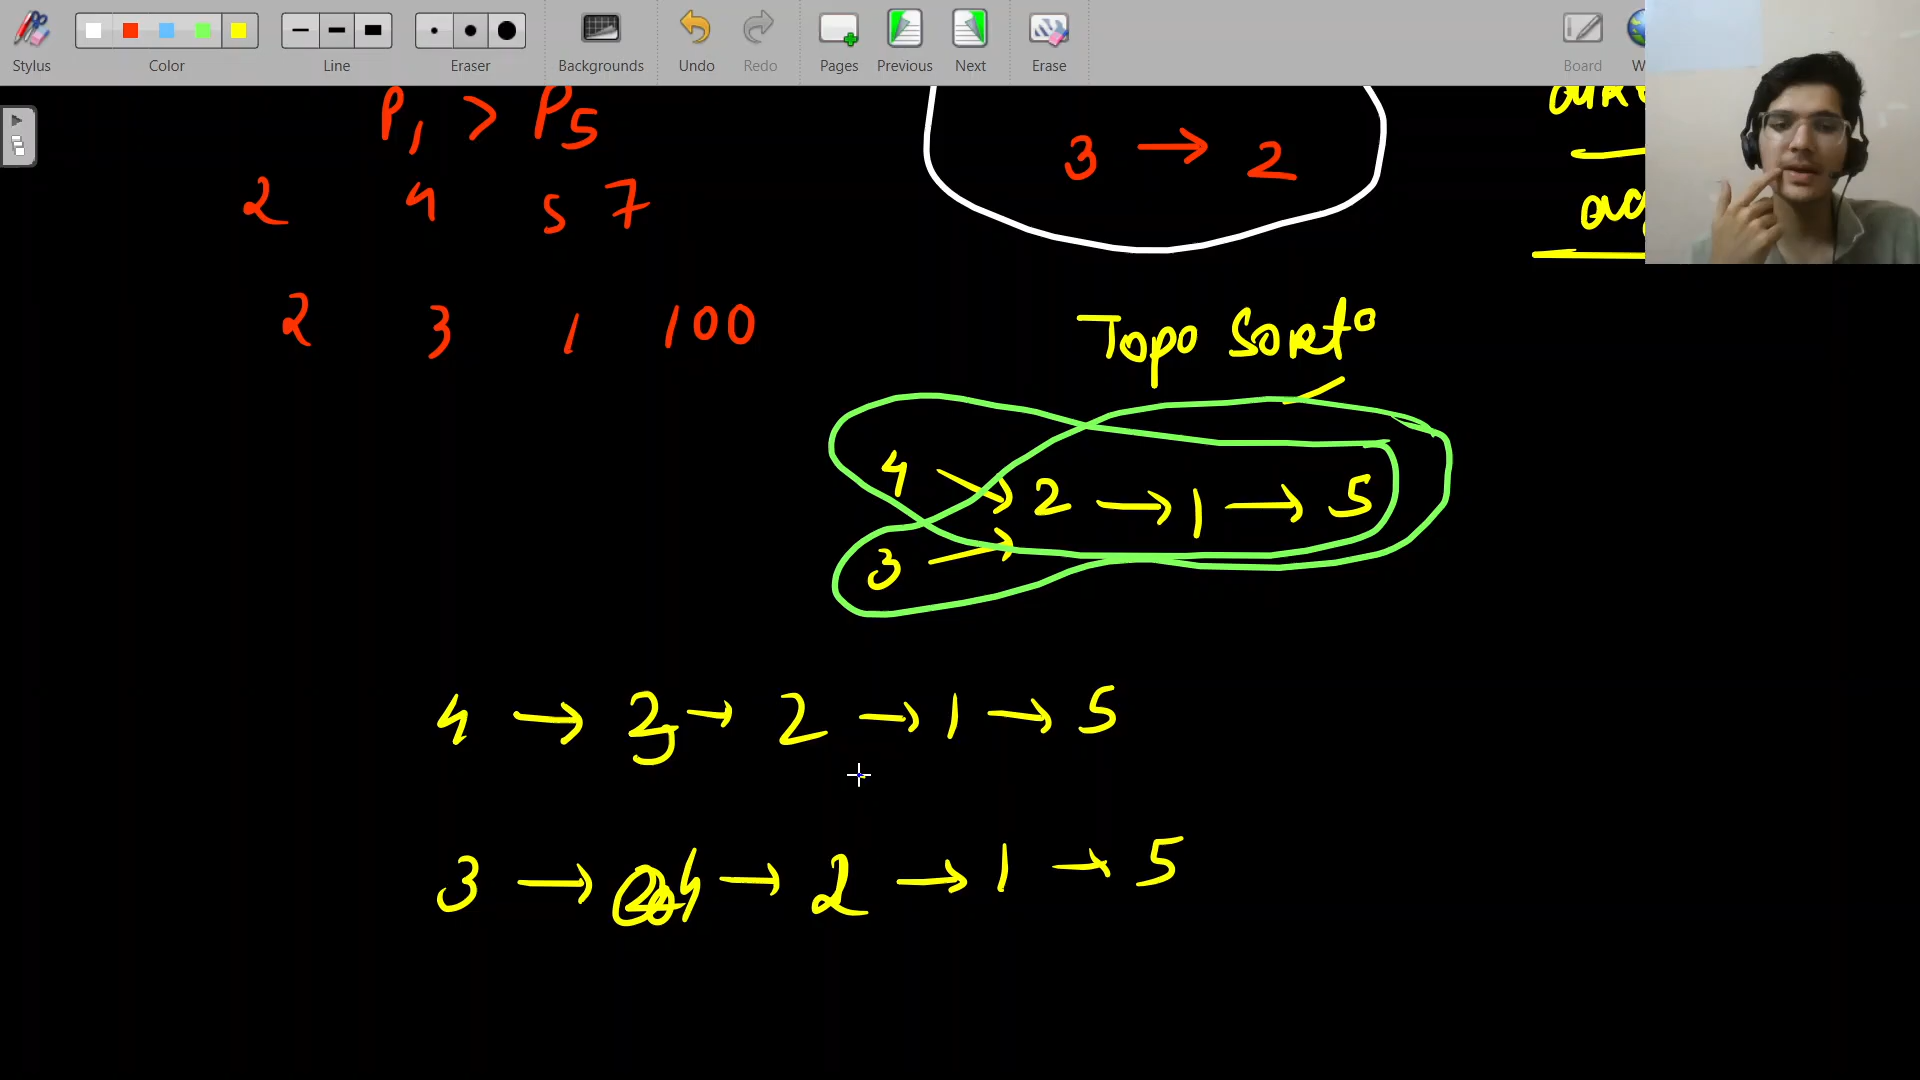 Stylus Color Line Eraser Backgrounds Undo Redo Pages Previous Next Erase Board
P1 > P5
2 4 5 7
2 3 1 100
3 → 2
Topo Sort
4 → 2 → 1 → 5
3 →
4 → 3 → 2 → 1 → 5
3 → 4 → 2 → 1 → 5